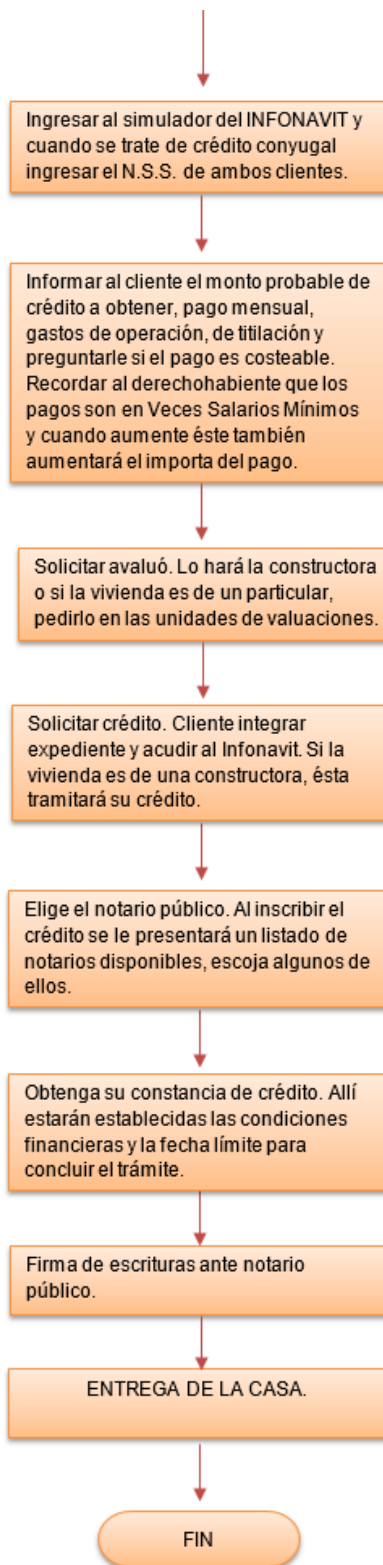 Ingresar al simulador del INFONAVIT y
cuando se trate de crédito conyugal
ingresar el N.S.S. de ambos clientes.
Informar al cliente el monto probable de
crédito a obtener, pago mensual,
gastos de operación, de titilación y
preguntarle si el pago es costeable.
Recordar al derechohabiente que los
pagos son en Veces Salarios Mínimos
y cuando aumente éste también
aumentará el importa del pago.
Solicitar avaluó. Lo hará la constructora
o si la vivienda es de un particular,
pedirlo en las unidades de valuaciones.
Solicitar crédito. Cliente integrar
expediente y acudir al Infonavit. Si la
vivienda es de una constructora, ésta
tramitará su crédito.
Elige el notario público. Al inscribir el
crédito se le presentará un listado de
notarios disponibles, escoja algunos de
ellos.
Obtenga su constancia de crédito. Allí
estarán establecidas las condiciones
financieras y la fecha límite para
concluir el trámite.
Firma de escrituras ante notario
público.
ENTREGA DE LA CASA.
FIN